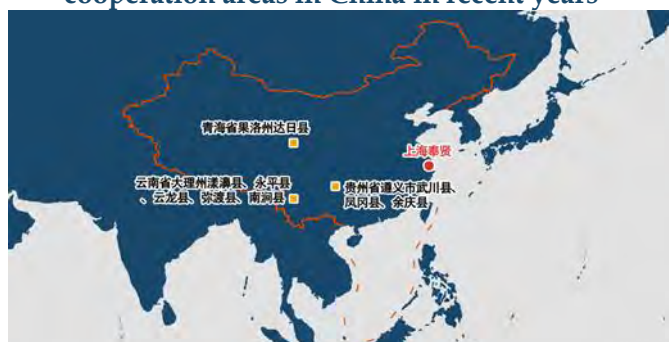 cooperation areas in China in recent years
青海省果洛州达日县
上海奉贤
云南省大理州漾濞县、永平县
、云龙县、弥渡县、南涧县
贵州省遵义市武川县、
凤冈县、余庆县